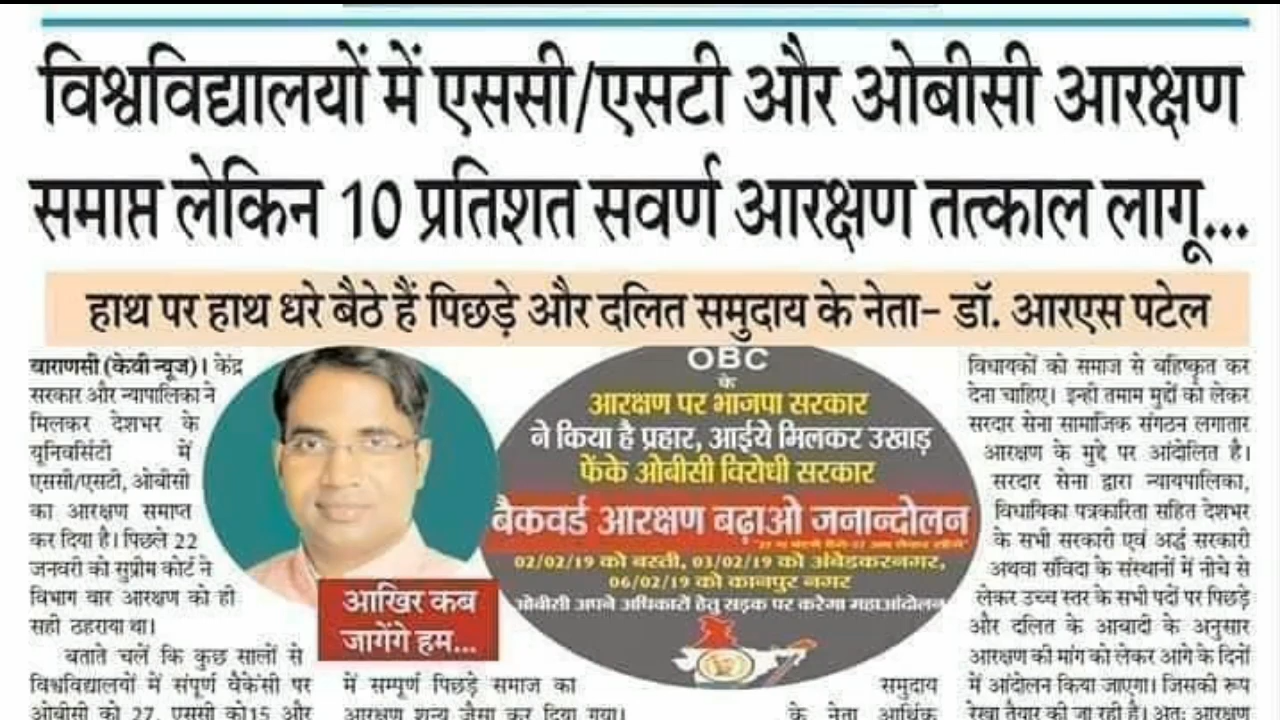 विश्वविद्यालयों में एससी/एसटी और ओबीसी आरक्षण
समाप्त लेकिन 10 प्रतिशत सवर्ण आरक्षण तत्काल लागू...
हाथ पर हाथ धरे बैठे हैं पिछड़े और दलित समुदाय के नेता- डॉ. आरएस पटेल
वाराणसी (केवी न्यूज)। केंद्र
सरकार और न्यापालिका ने
मिलकर देशभर के
यूनिवर्सिटी में
एससी/एसटी, ओबीसी
का आरक्षण समाप्त
कर दिया है। पिछले 22
जनवरी को सुप्रीम कोर्ट ने
विभाग वार आरक्षण को ही
सही ठहराया था।
बताते चलें कि कुछ सालों से
विश्वविद्यालयों में संपूर्ण वैकेंसी पर
ओबीसी को 27, एससी को15 और
आखिर कब
जागेंगे हम...
में सम्पूर्ण पिछड़े समाज का
आरक्षण शून्य जैसा कर दिया गया।
OBC
के
आरक्षण पर भाजपा सरकार
ने किया है प्रहार, आईये मिलकर उखाड़
फेंके ओबीसी विरोधी सरकार
बैकवर्ड आरक्षण बढ़ाओ जनान्दोलन
02/02/19 को बस्ती, 03/02/19 को अंबेडकरनगर,
06/02/19 को कानपुर नगर
ओबीसी अपने अधिकारों हेतु सड़क पर करेगा महाआंदोलन
समुदाय
के नेता आर्थिक
विधायकों को समाज से बहिष्कृत कर
देना चाहिए। इन्ही तमाम मुद्दों को लेकर
सरदार सेना सामाजिक संगठन लगातार
आरक्षण के मुद्दे पर आंदोलित है।
सरदार सेना द्वारा न्यायपालिका,
विधायिका पत्रकारिता सहित देशभर
के सभी सरकारी एवं अर्द्ध सरकारी
अथवा संविदा के संस्थानों में नीचे से
लेकर उच्च स्तर के सभी पदों पर पिछड़े
और दलित के आबादी के अनुसार
आरक्षण की मांग को लेकर आगे के दिनों
में आंदोलन किया जाएगा। जिसकी रूप
रेखा तैयार की जा रही है। अतः आरक्षण